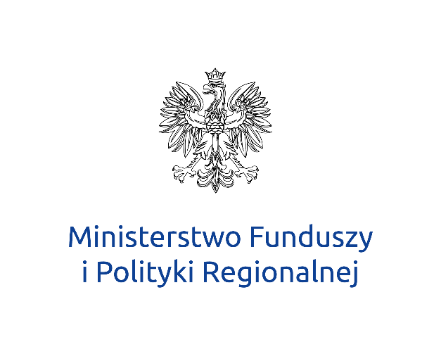 Ministerstwo Funduszy
i Polityki Regionalnej